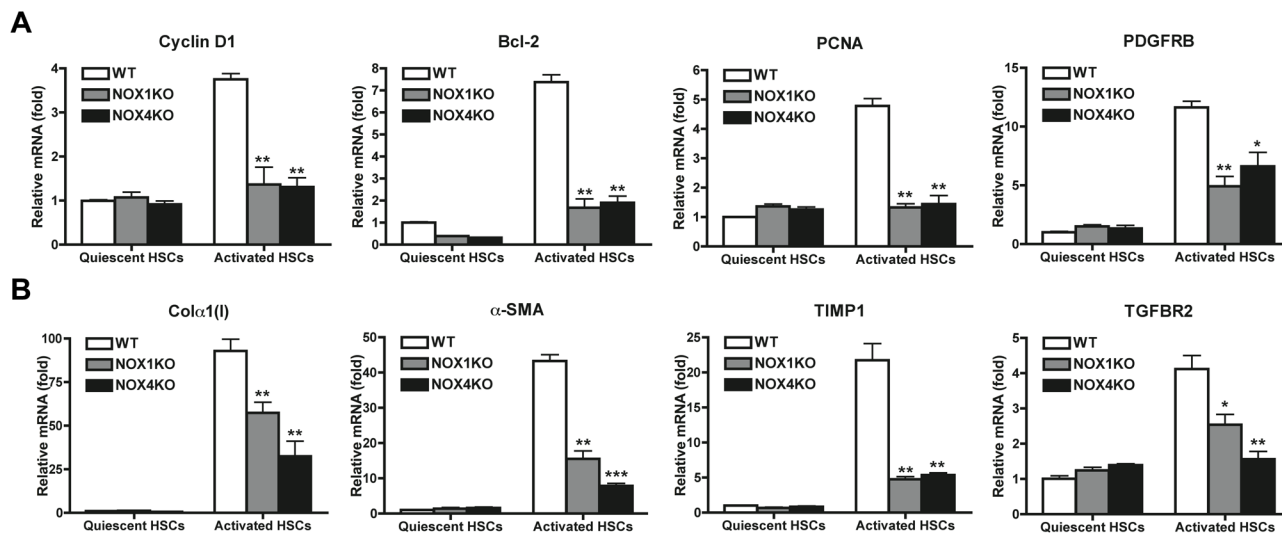 A
Cyclin D1
Relative mRNA (fold)
4
3
2
1
0
WT
NOX1KO
NOX4KO
**
**
Quiescent HSCs
Activated HSCs
Bcl-2
Relative mRNA (fold)
8
7
6
5
4
3
2
1
0
WT
NOX1KO
NOX4KO
**
**
Quiescent HSCs
Activated HSCs
PCNA
Relative mRNA (fold)
6
5
4
3
2
1
0
WT
NOX1KO
NOX4KO
**
**
Quiescent HSCs
Activated HSCs
PDGFRB
Relative mRNA (fold)
15
10
5
0
WT
NOX1KO
NOX4KO
**
*
Quiescent HSCs
Activated HSCs
B
Colα1(I)
Relative mRNA (fold)
100
75
50
25
0
WT
NOX1KO
NOX4KO
**
**
Quiescent HSCs
Activated HSCs
α-SMA
Relative mRNA (fold)
50
40
30
20
10
0
WT
NOX1KO
NOX4KO
**
***
Quiescent HSCs
Activated HSCs
TIMP1
Relative mRNA (fold)
25
20
15
10
5
0
WT
NOX1KO
NOX4KO
**
**
Quiescent HSCs
Activated HSCs
TGFBR2
Relative mRNA (fold)
5
4
3
2
1
0
WT
NOX1KO
NOX4KO
*
**
Quiescent HSCs
Activated HSCs